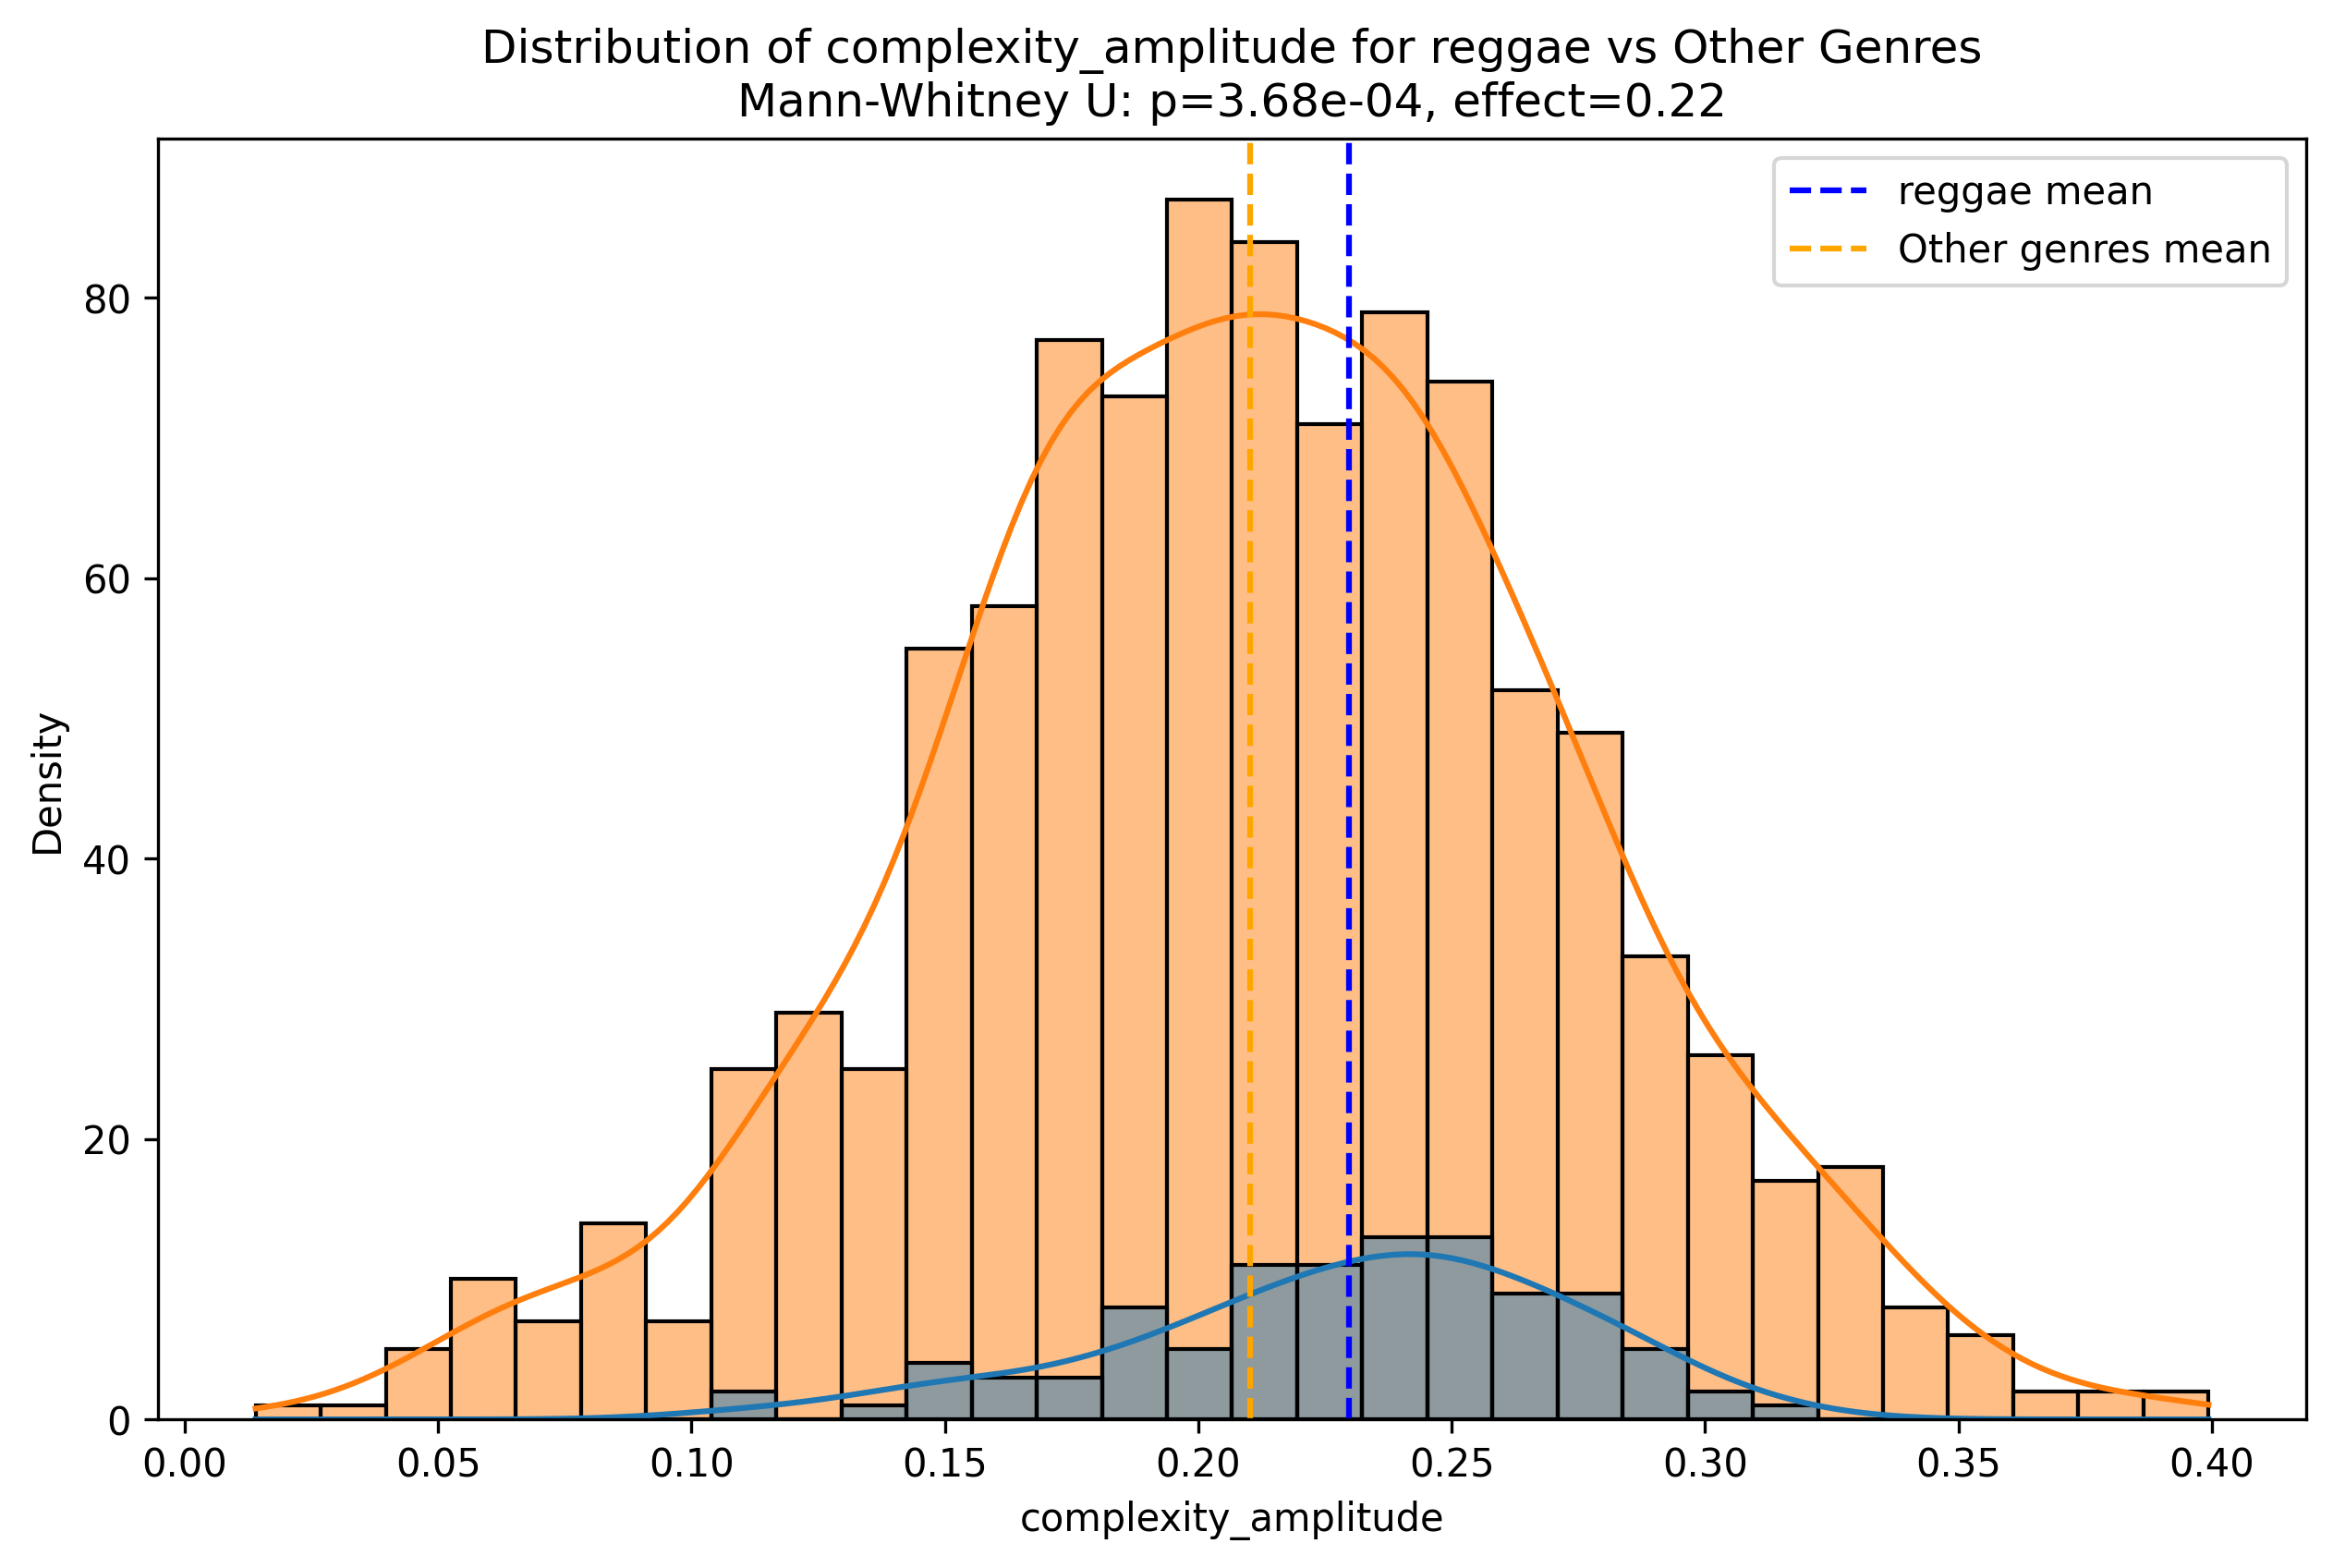 Distribution of complexity_amplitude for reggae vs Other Genres
Mann-Whitney U: p=3.68e-04, effect=0.22
reggae mean
Other genres mean
Density
80
60
40
20
0
0.00 0.05 0.10 0.15 0.20 0.25 0.30 0.35 0.40
complexity_amplitude